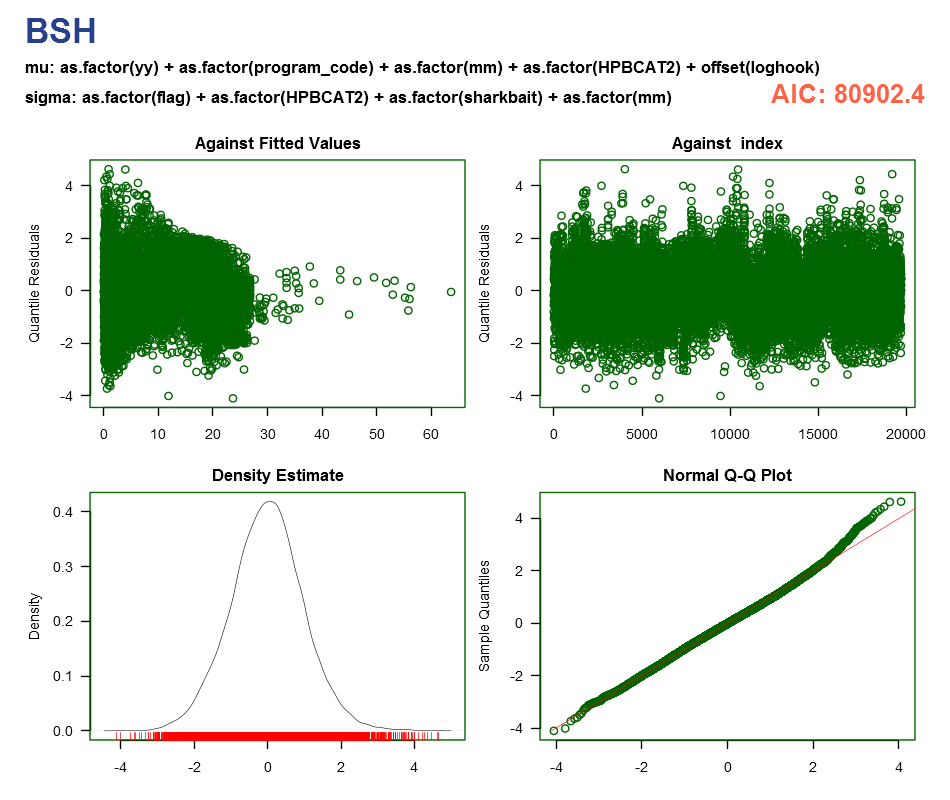 BSH
mu: as.factor(yy) + as.factor(program_code) + as.factor(mm) + as.factor(HPBCAT2) + offset(loghook)
sigma: as.factor(flag) + as.factor(HPBCAT2) + as.factor(sharkbait) + as.factor(mm)
AIC: 80902.4
Against Fitted Values
Quantile Residuals
4
2
0
-2
-4
0 10 20 30 40 50 60
Against  index
Quantile Residuals
4
2
0
-2
-4
0 5000 10000 15000 20000
Density Estimate
Density
0.4
0.3
0.2
0.1
0.0
-4 -2 0 2 4
Normal Q-Q Plot
Sample Quantiles
4
2
0
-2
-4
-4 -2 0 2 4